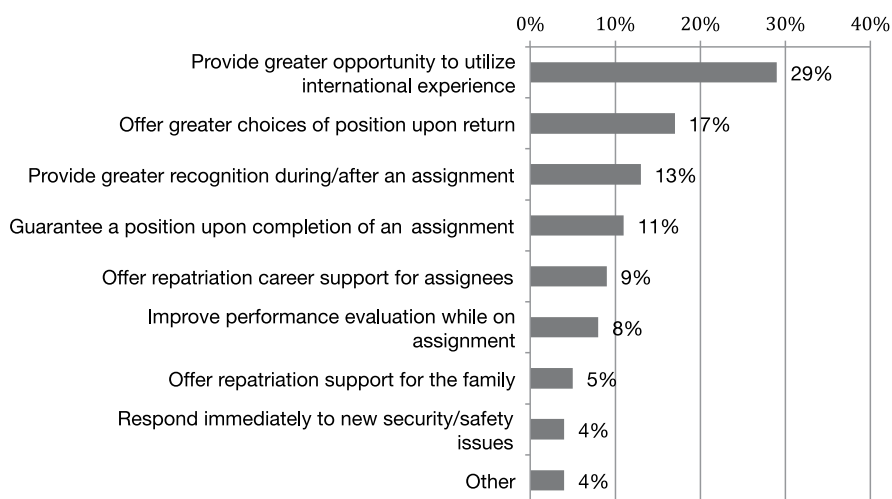 0% 10% 20% 30% 40%
Provide greater opportunity to utilize
international experience
29%
Offer greater choices of position upon return
17%
Provide greater recognition during/after an assignment
13%
Guarantee a position upon completion of an assignment
11%
Offer repatriation career support for assignees
9%
Improve performance evaluation while on
assignment
8%
Offer repatriation support for the family
5%
Respond immediately to new security/safety
issues
4%
Other
4%